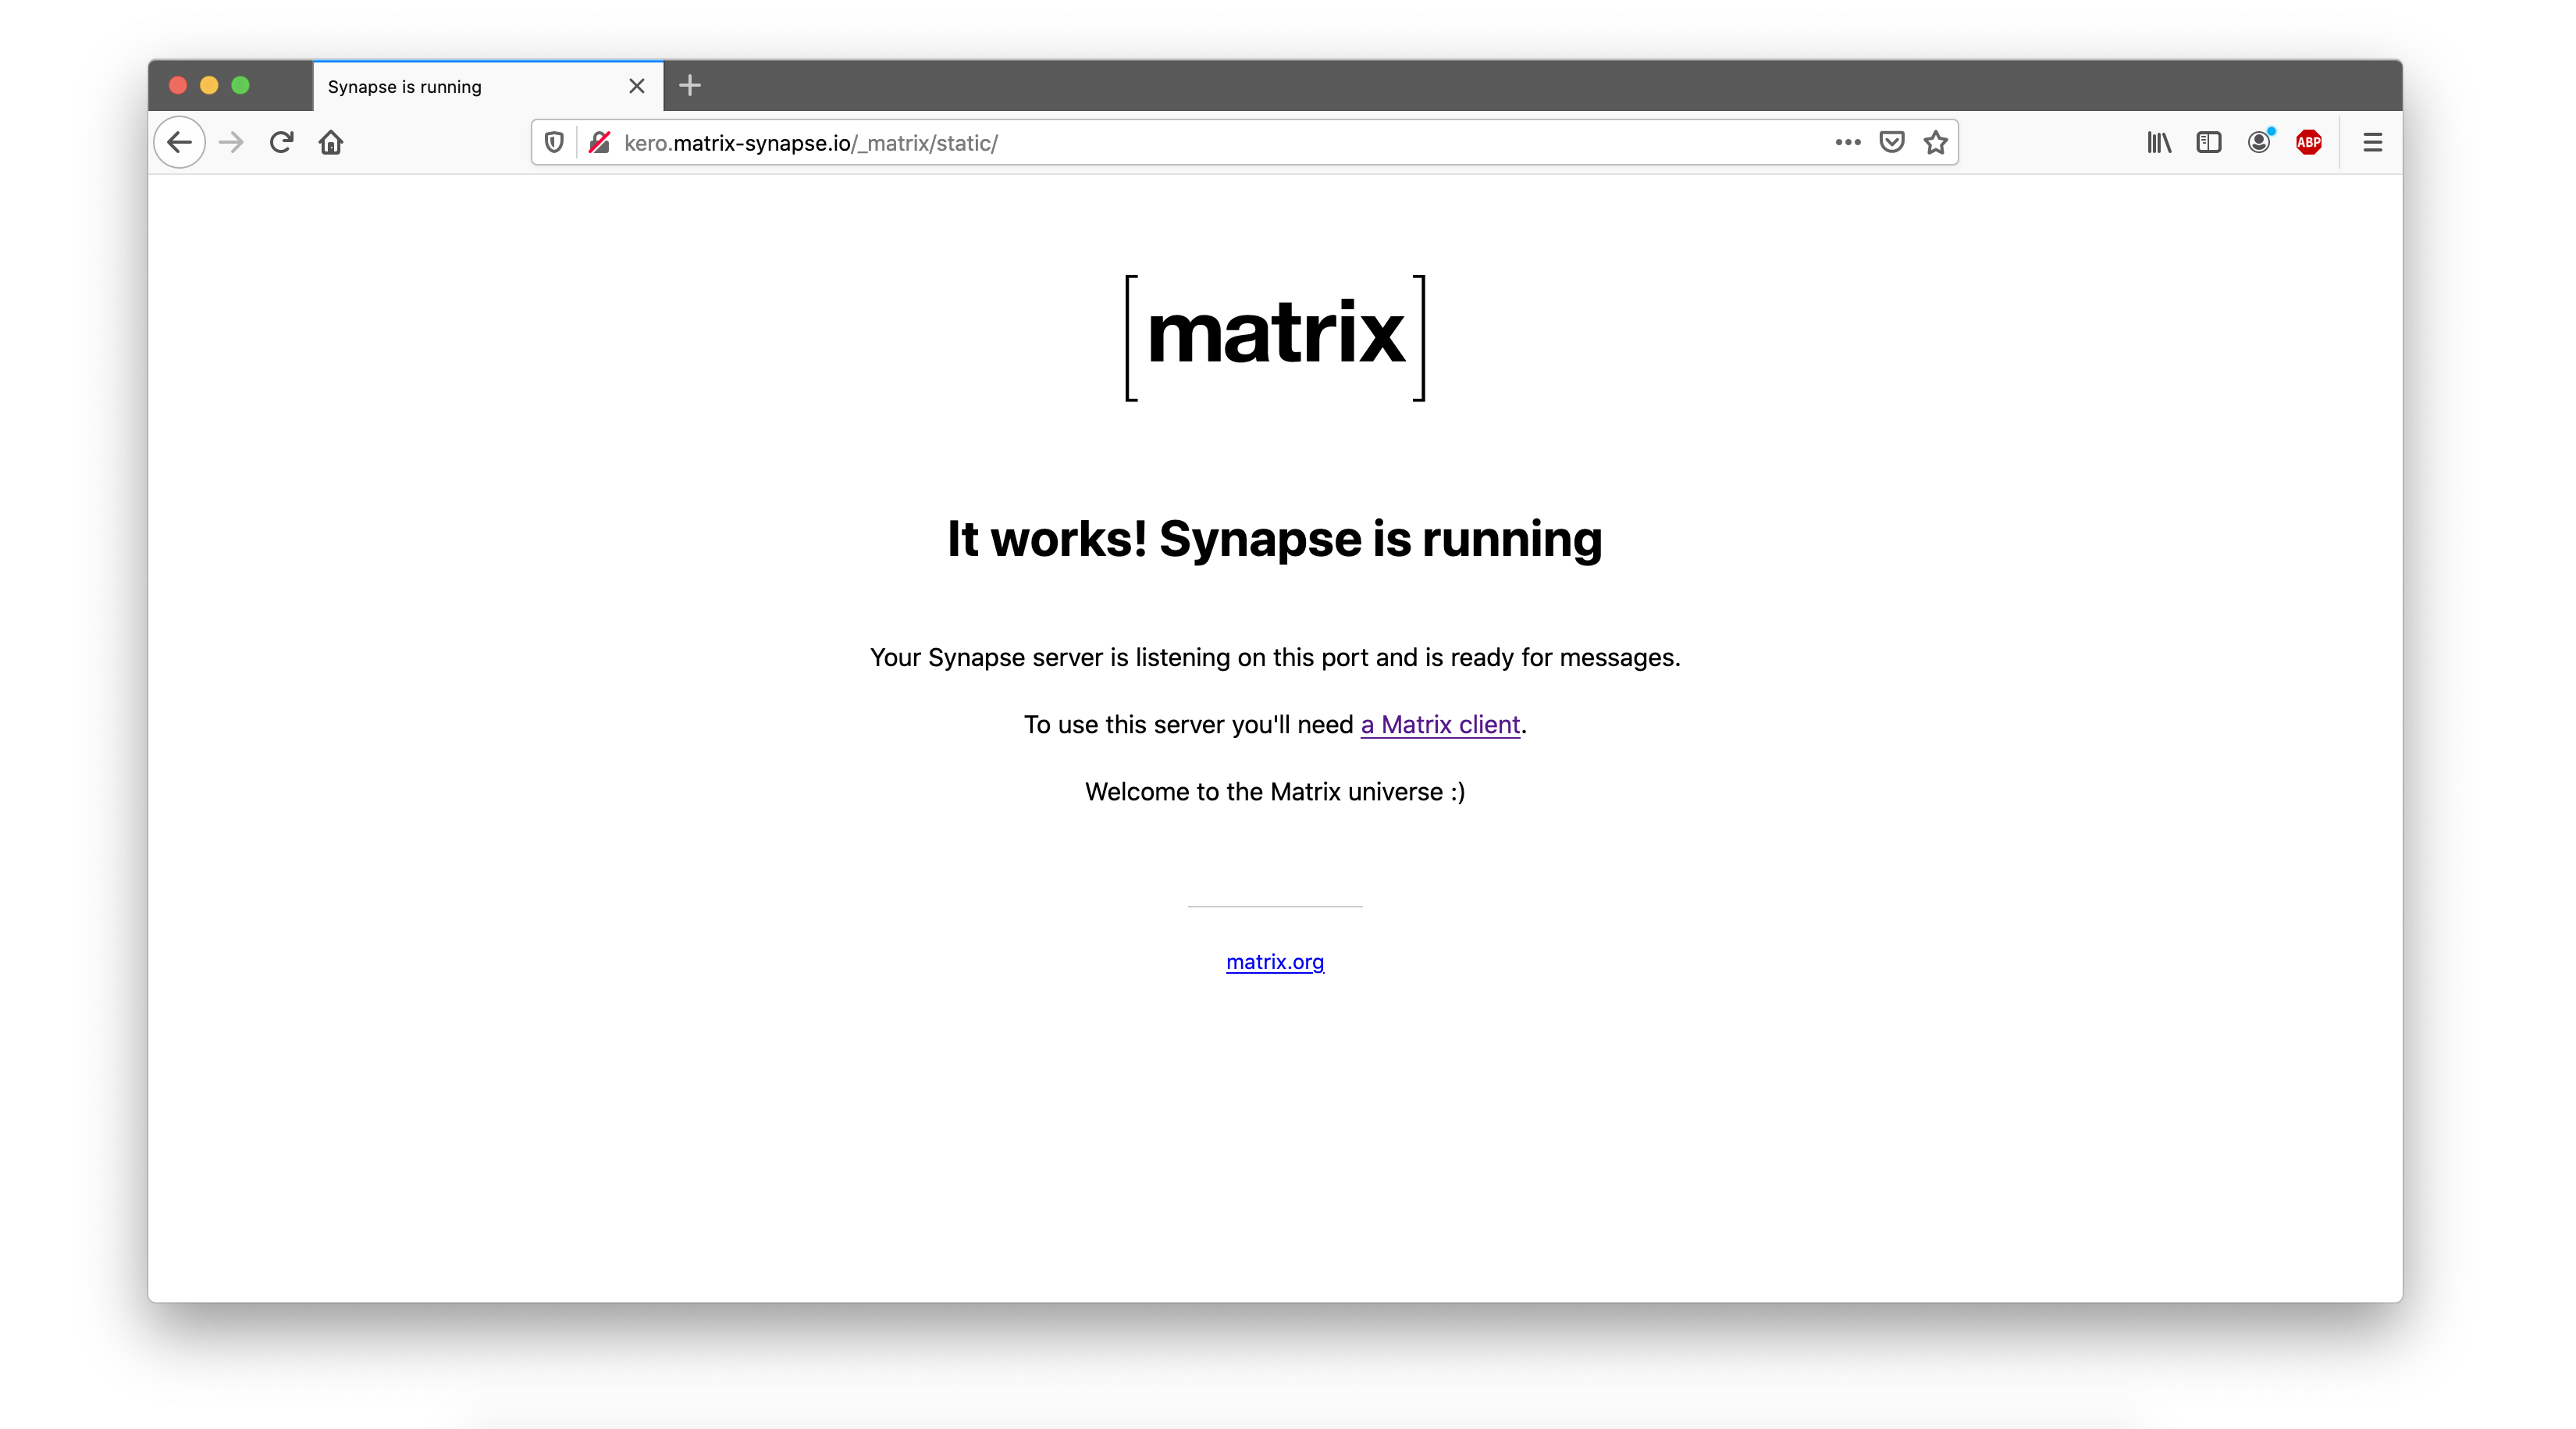 Synapse is running
kero.matrix-synapse.io/_matrix/static/
ABP
[matrix]
It works! Synapse is running
Your Synapse server is listening on this port and is ready for messages.
To use this server you'll need a Matrix client.
Welcome to the Matrix universe :)
matrix.org